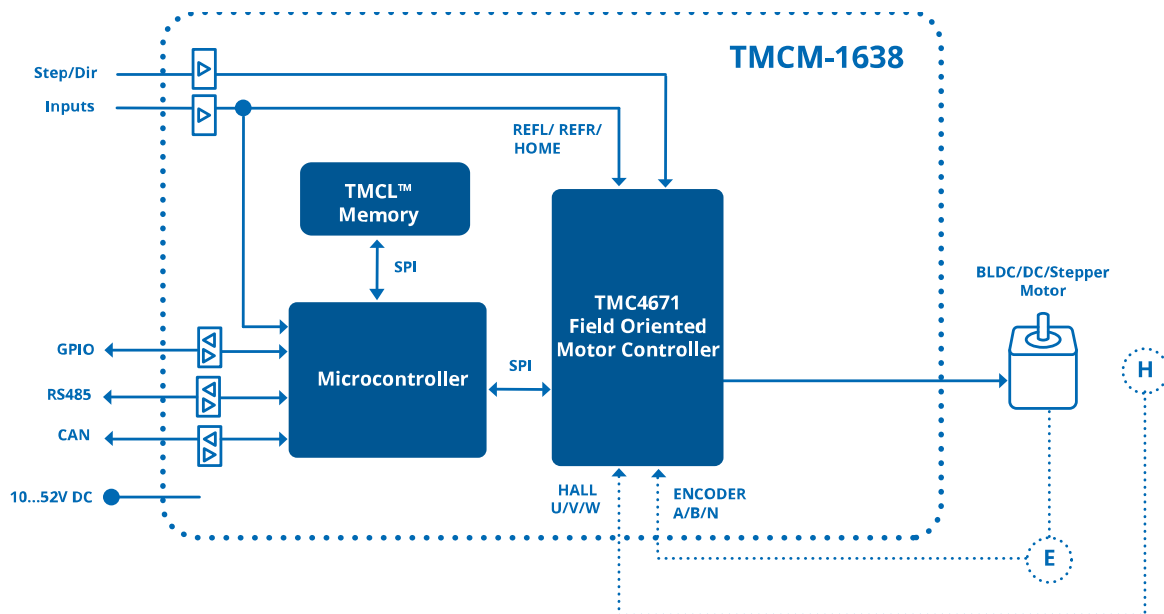 TMCM-1638
Step/Dir
Inputs
REFL/ REFR/
HOME
TMCL™
Memory
SPI
BLDC/DC/Stepper
Motor
TMC4671
Field Oriented
Motor Controller
GPIO
Microcontroller
SPI
H
RS485
CAN
10...52V DC
HALL
U/V/W
ENCODER
A/B/N
E